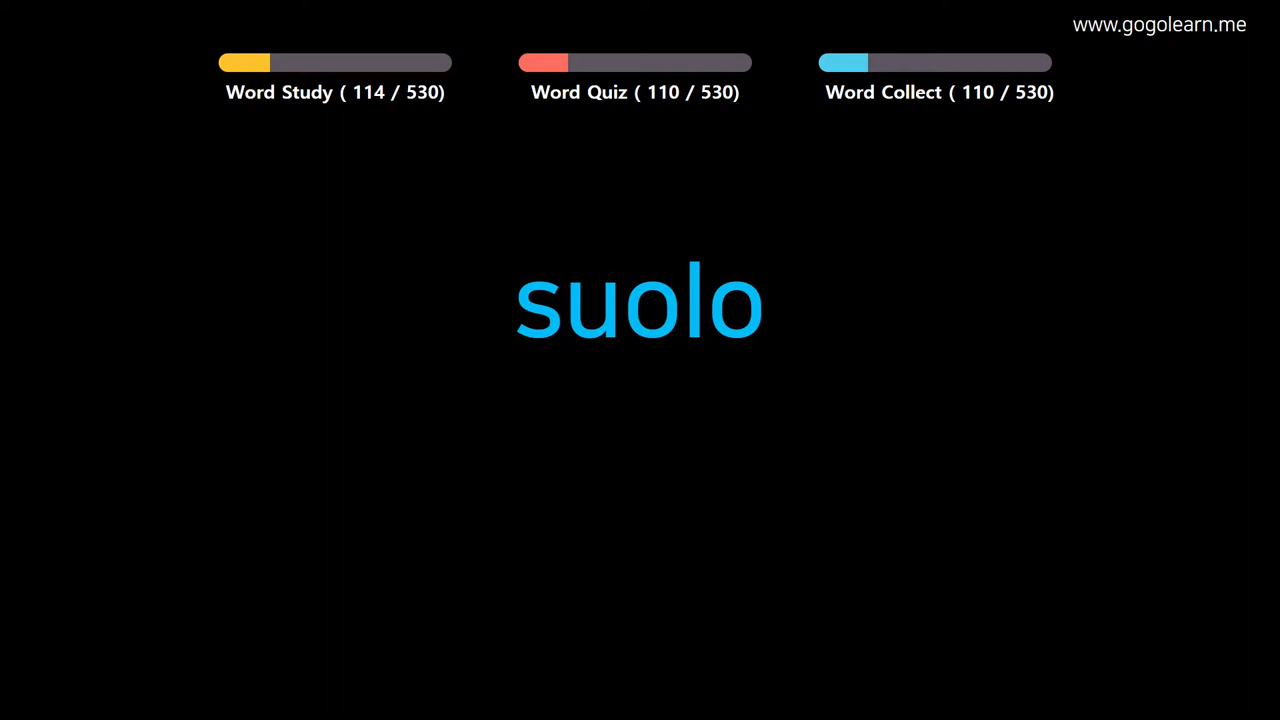 www.gogolearn.me
Word Study ( 114 / 530)
Word Quiz ( 110 / 530)
Word Collect ( 110 / 530)
suolo